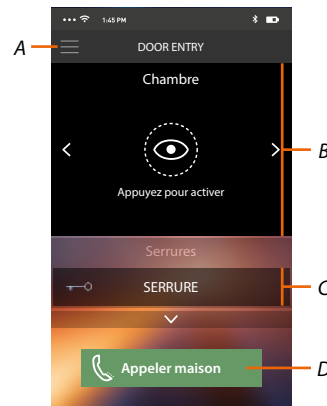 1:45 PM
A
DOOR ENTRY
Chambre
B
Appuyez pour activer
Serrures
SERRURE
C
Appeler maison
D